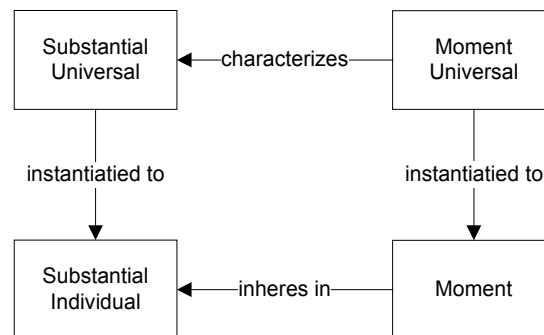 Substantial
Universal
characterizes
Moment
Universal
instantiatied to
instantiatied to
Substantial
Individual
inheres in
Moment